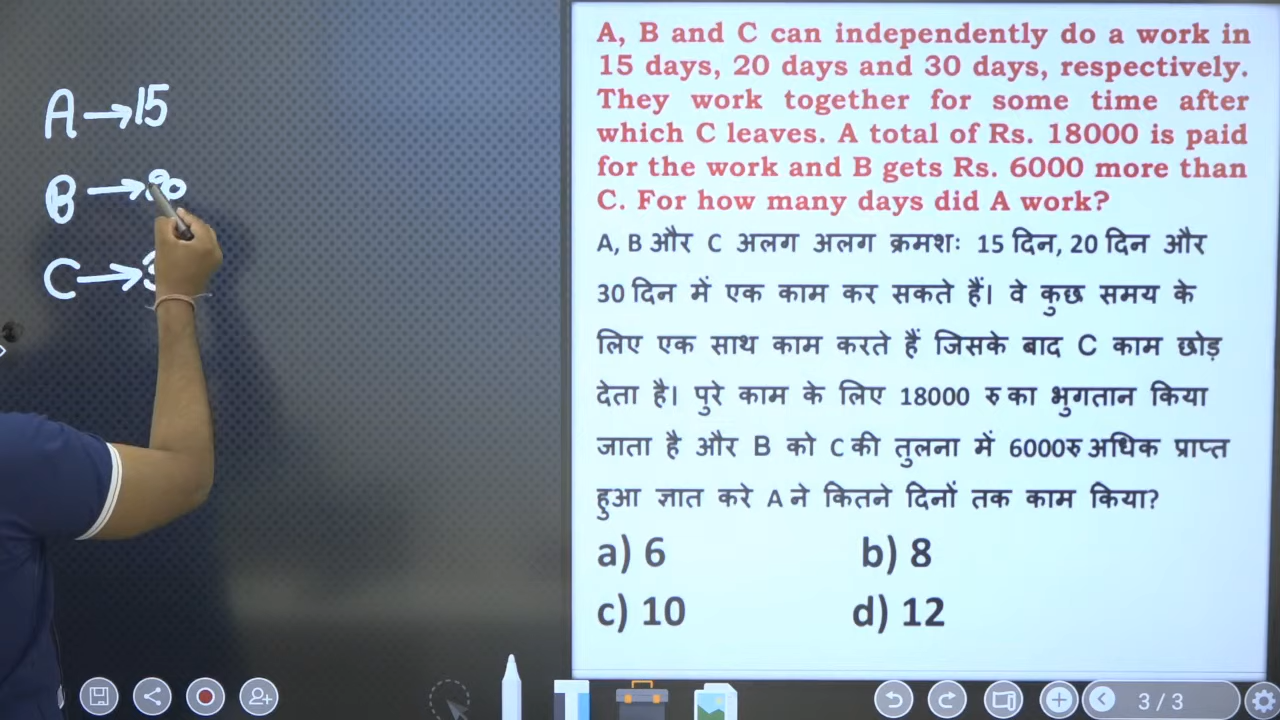 A → 15
B → 20
C →
A, B and C can independently do a work in
15 days, 20 days and 30 days, respectively.
They work together for some time after
which C leaves. A total of Rs. 18000 is paid
for the work and B gets Rs. 6000 more than
C. For how many days did A work?
A, B और C अलग अलग क्रमशः 15 दिन, 20 दिन और
30 दिन में एक काम कर सकते हैं। वे कुछ समय के
लिए एक साथ काम करते हैं जिसके बाद C काम छोड़
देता है। पुरे काम के लिए 18000 रु का भुगतान किया
जाता है और B को C की तुलना में 6000रु अधिक प्राप्त
हुआ ज्ञात करे A ने कितने दिनों तक काम किया?
a) 6 b) 8
c) 10 d) 12
3 / 3